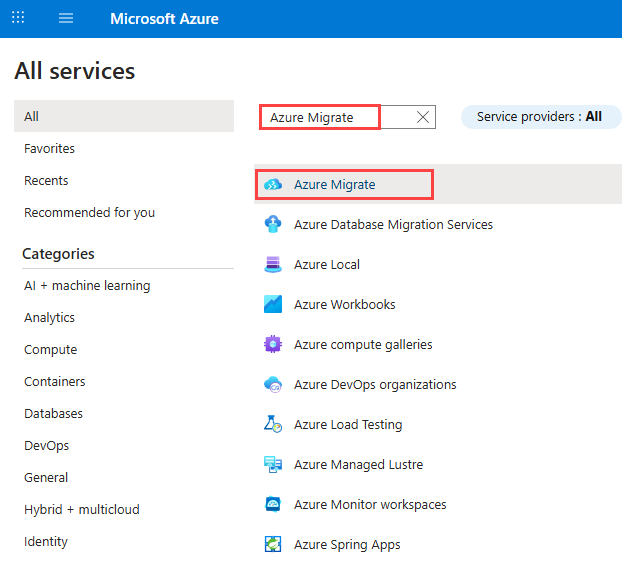 Microsoft Azure
All services
All
Favorites
Recents
Recommended for you
Categories
AI + machine learning
Analytics
Compute
Containers
Databases
DevOps
General
Hybrid + multicloud
Identity
Azure Migrate
Service providers : All
Azure Migrate
Azure Database Migration Services
Azure Local
Azure Workbooks
Azure compute galleries
Azure DevOps organizations
Azure Load Testing
Azure Managed Lustre
Azure Monitor workspaces
Azure Spring Apps